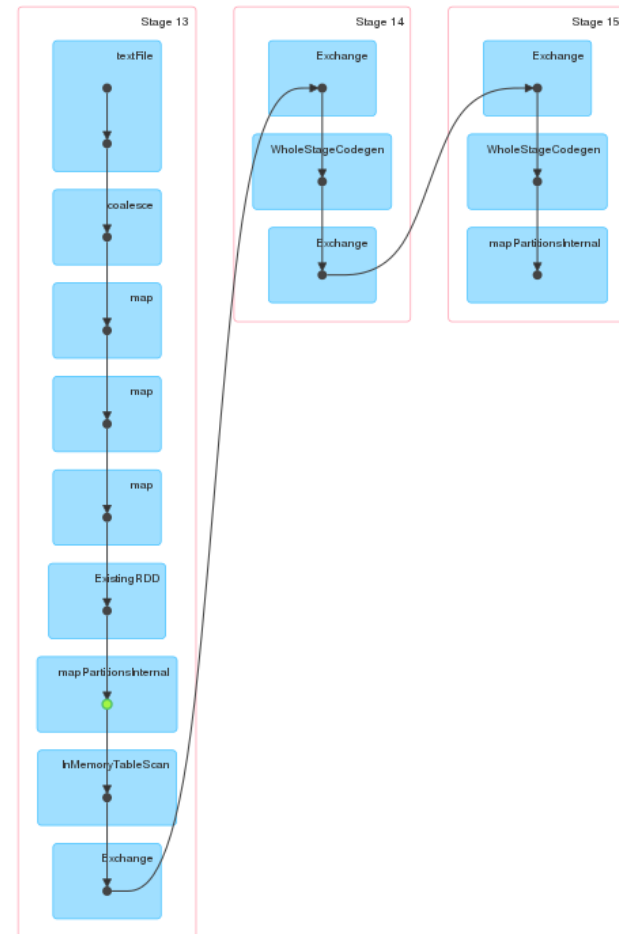 Stage 13
textFile
coalesce
map
map
map
ExistingRDD
mapPartitionsInternal
InMemoryTableScan
Exchange
Stage 14
Exchange
WholeStageCodegen
Exchange
Stage 15
Exchange
WholeStageCodegen
mapPartitionsInternal